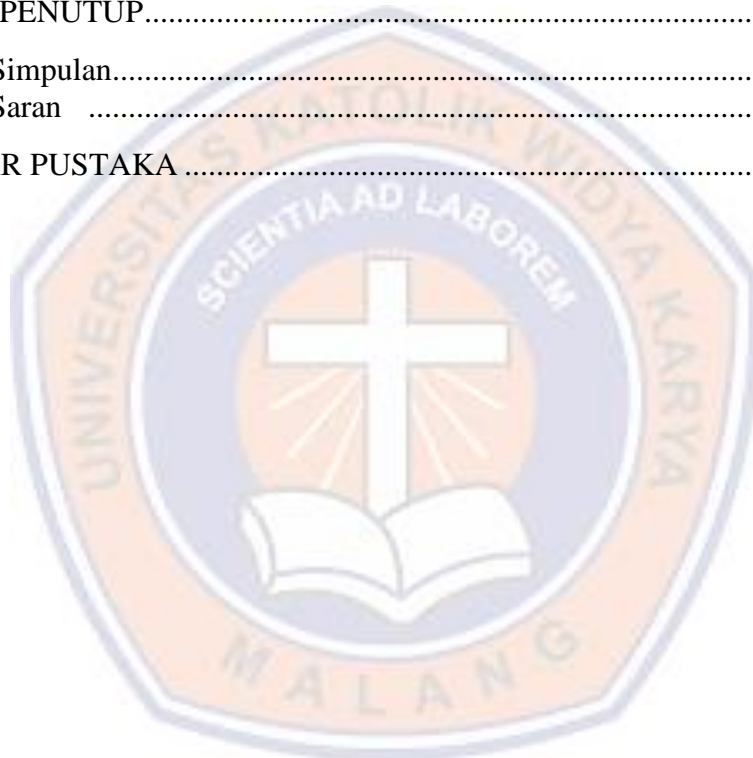 PENUTUP..........................................................................
Simpulan..............................................................................
Saran ..................................................................................
R PUSTAKA .....................................................................
UNIVERSITAS KATOLIK WIDYA KARYA
SCIENTIA AD LABOREM
MALANG